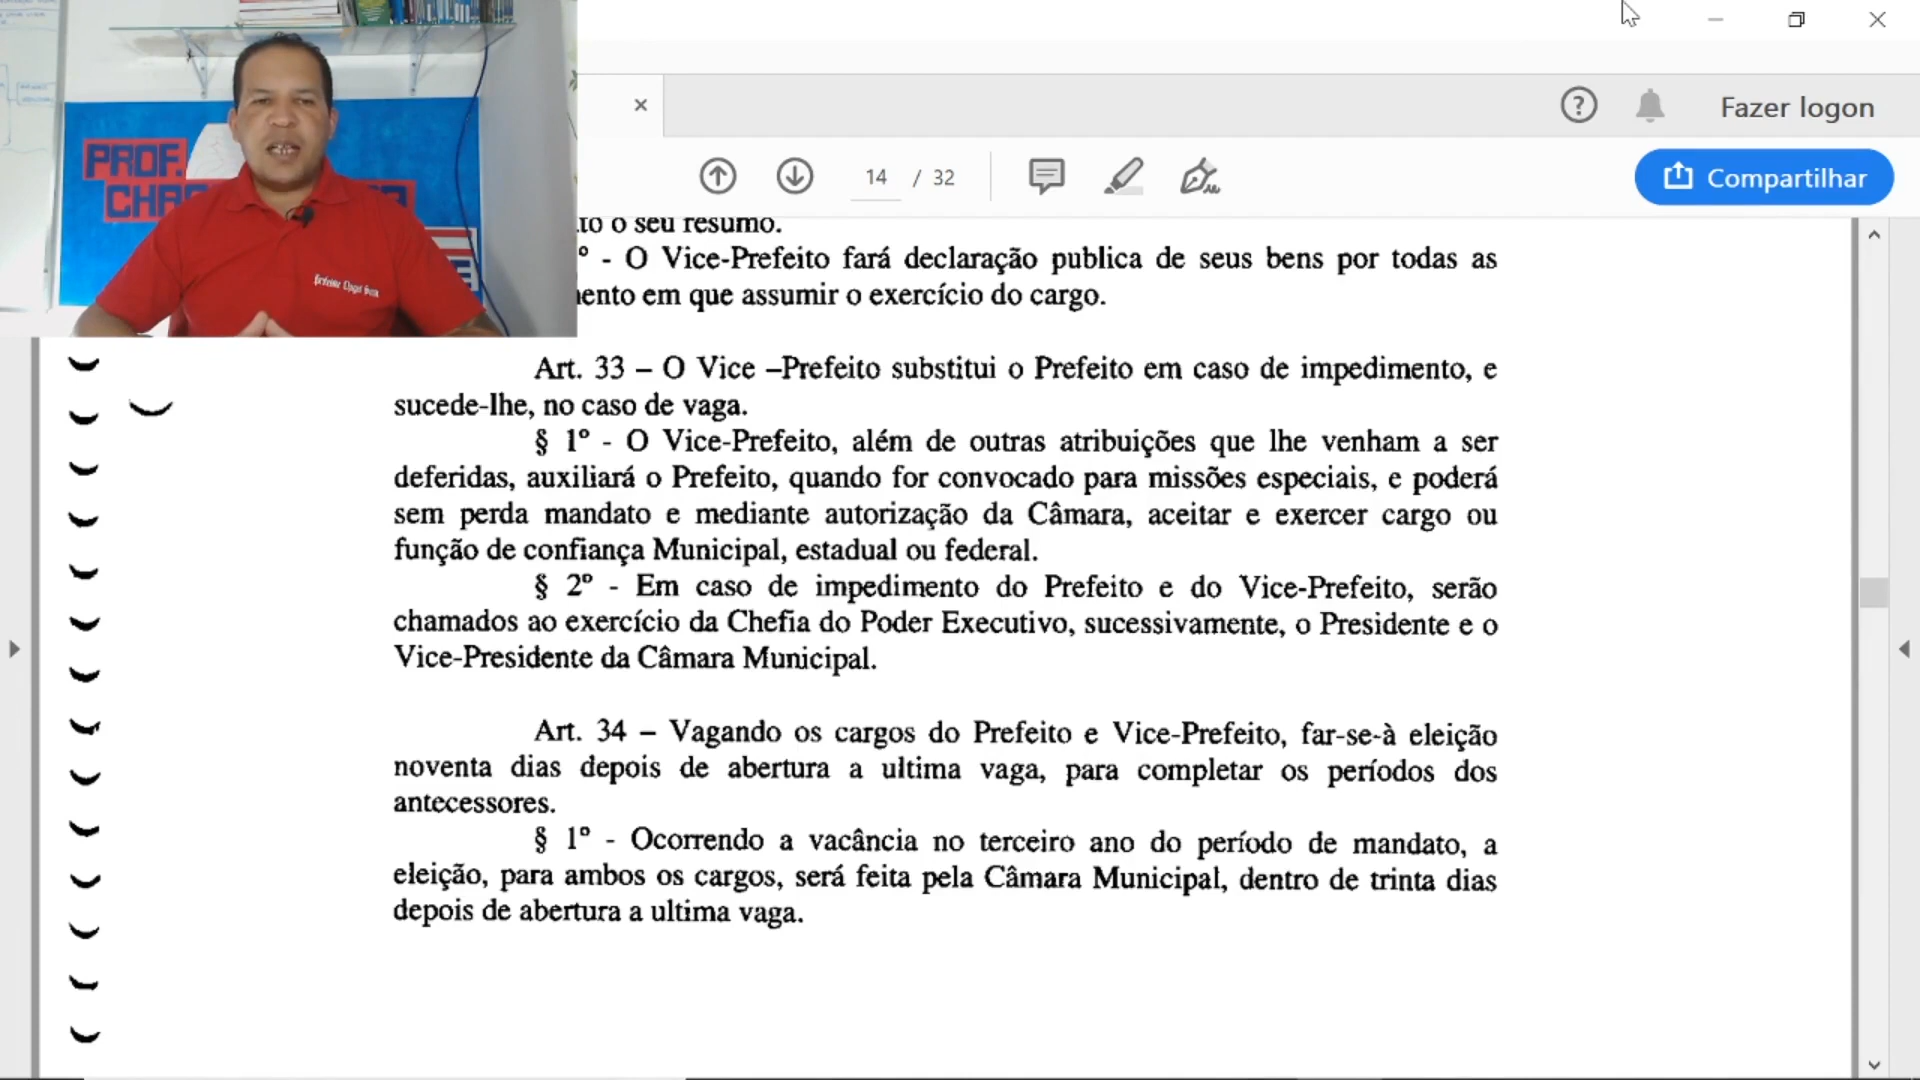 PROF.
Fazer logon
14 / 32
Compartilhar
to o seu resumo.
º - O Vice-Prefeito fará declaração publica de seus bens por todas as
ento em que assumir o exercício do cargo.
Art. 33 – O Vice –Prefeito substitui o Prefeito em caso de impedimento, e
sucede-lhe, no caso de vaga.
§ 1º - O Vice-Prefeito, além de outras atribuições que lhe venham a ser
deferidas, auxiliará o Prefeito, quando for convocado para missões especiais, e poderá
sem perda mandato e mediante autorização da Câmara, aceitar e exercer cargo ou
função de confiança Municipal, estadual ou federal.
§ 2º - Em caso de impedimento do Prefeito e do Vice-Prefeito, serão
chamados ao exercício da Chefia do Poder Executivo, sucessivamente, o Presidente e o
Vice-Presidente da Câmara Municipal.
Art. 34 – Vagando os cargos do Prefeito e Vice-Prefeito, far-se-à eleição
noventa dias depois de abertura a ultima vaga, para completar os períodos dos
antecessores.
§ 1º - Ocorrendo a vacância no terceiro ano do período de mandato, a
eleição, para ambos os cargos, será feita pela Câmara Municipal, dentro de trinta dias
depois de abertura a ultima vaga.